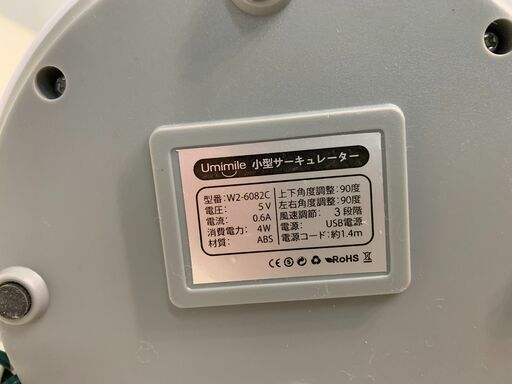 Umimile 小型サーキュレーター
型番: W2-6082C
電圧: 5V
電流: 0.6A
消費電力: 4W
材質: ABS
上下角度調整: 90度
左右角度調整: 90度
風速調節: 3段階
電源: USB電源
電源コード: 約1.4m
CE RoHS